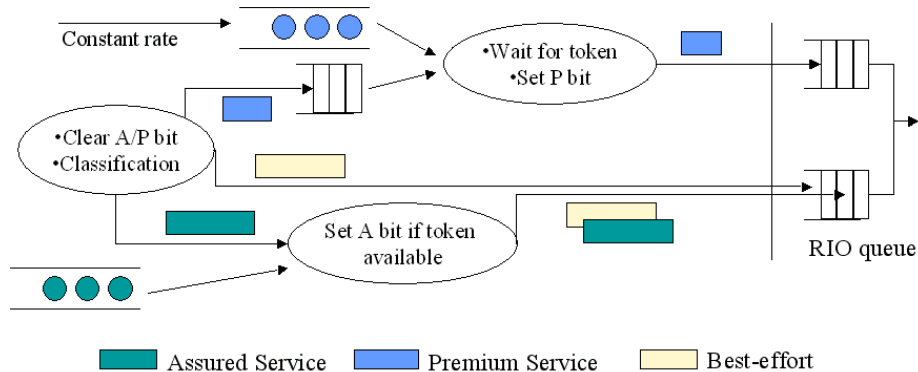 Constant rate
•Wait for token
•Set P bit
•Clear A/P bit
•Classification
Set A bit if token
available
RIO queue
Assured Service
Premium Service
Best-effort